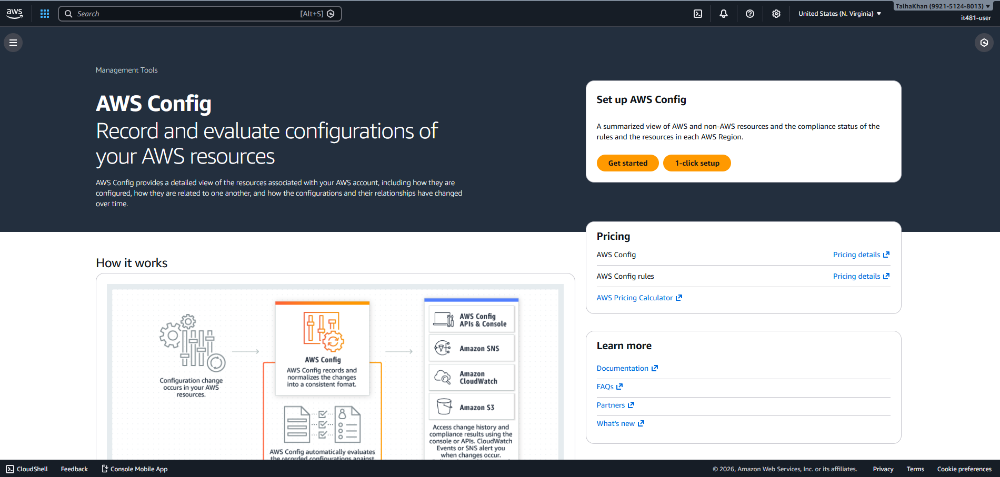 aws
Search
[Alt+S]
United States (N. Virginia)
TalhaKhan (9921-5124-8013)
it481-user
Management Tools
AWS Config
Record and evaluate configurations of
your AWS resources
AWS Config provides a detailed view of the resources associated with your AWS account, including how they are
configured, how they are related to one another, and how the configurations and their relationships have changed
over time.
Set up AWS Config
A summarized view of AWS and non-AWS resources and the compliance status of the
rules and the resources in each AWS Region.
Get started
1-click setup
Pricing
AWS Config
Pricing details
AWS Config rules
Pricing details
AWS Pricing Calculator
Learn more
Documentation
FAQs
Partners
What's new
How it works
Configuration change
occurs in your AWS
resources.
AWS Config
AWS Config records and
normalizes the changes
into a consistent fomat.
AWS Config automatically evaluates
the recorded configurations against
AWS Config
APIs & Console
Amazon SNS
Amazon
CloudWatch
Amazon S3
Access change history and
compliance results using the
console or APIs. CloudWatch
Events or SNS alert you
when changes occur.
CloudShell
Feedback
Console Mobile App
© 2026, Amazon Web Services, Inc. or its affiliates.
Privacy
Terms
Cookie preferences